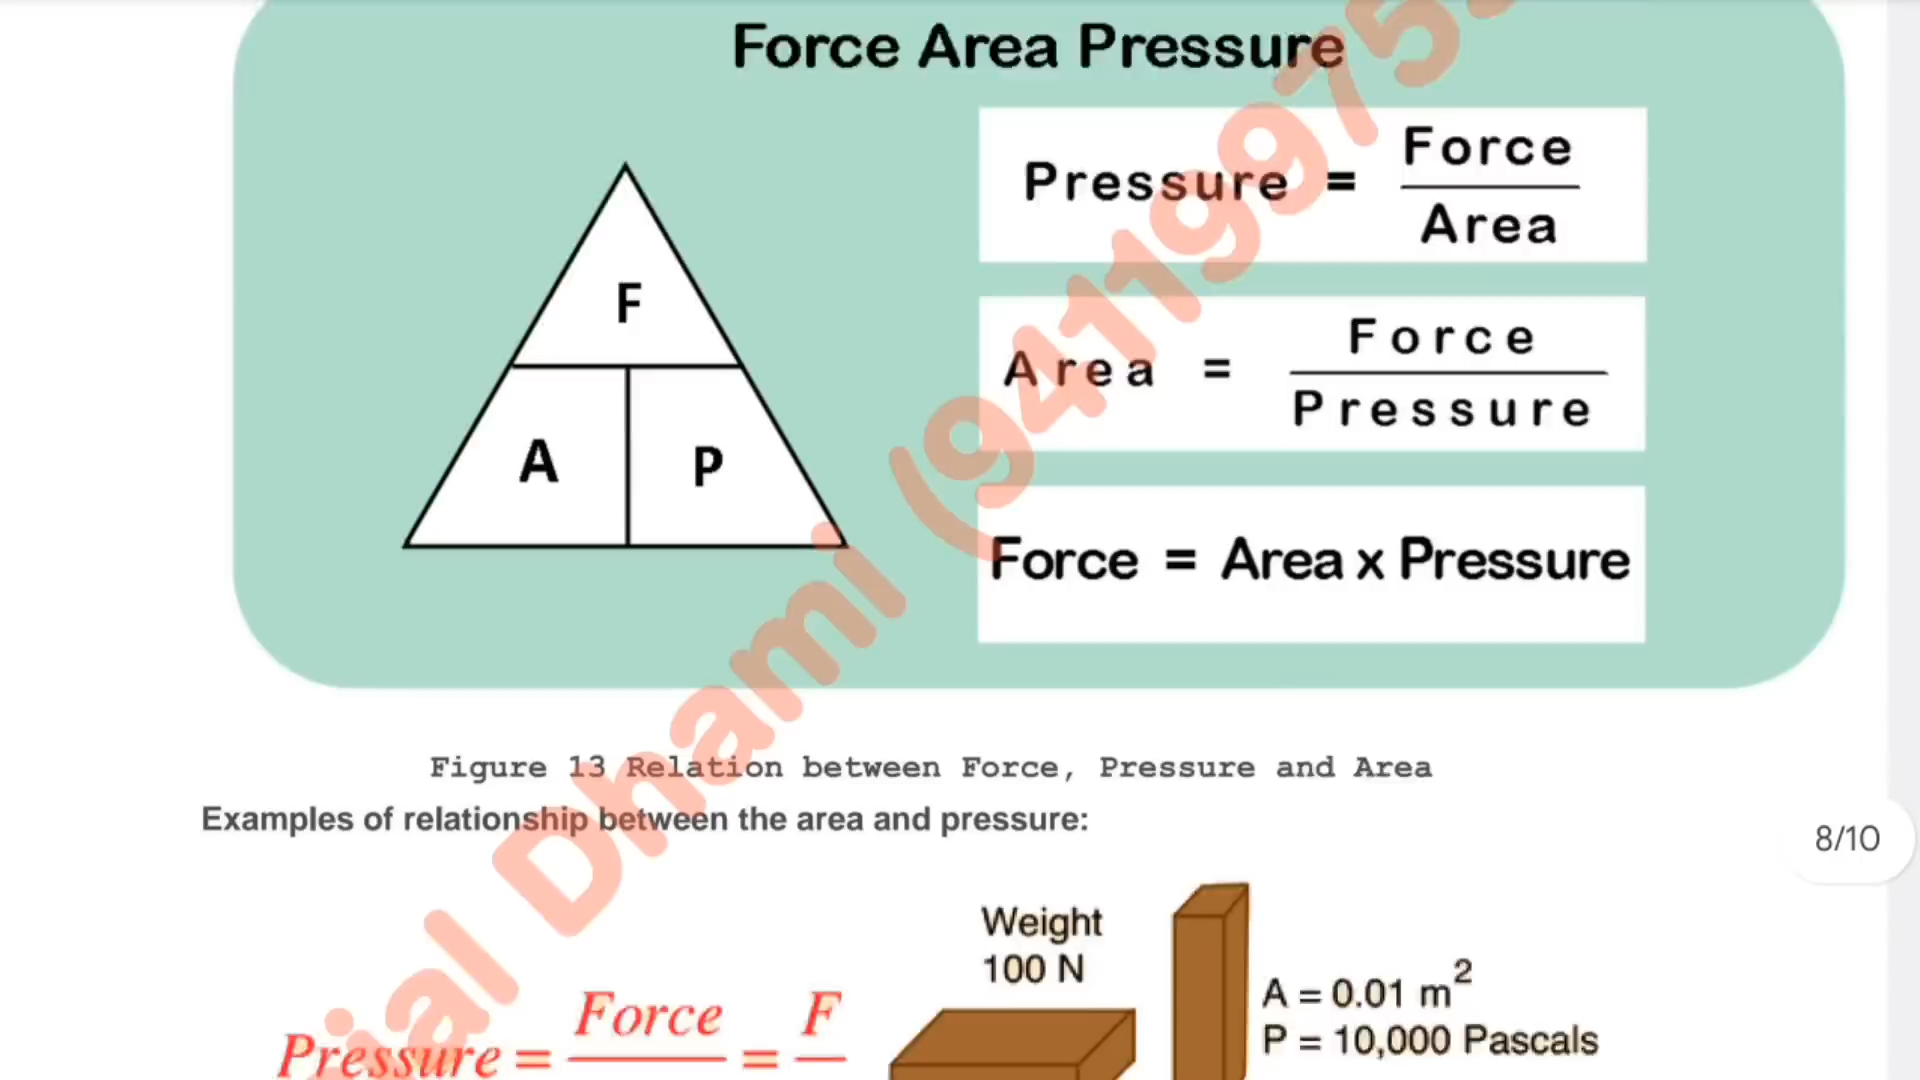 Force Area Pressure
Pressure = Force
Area
F
Area = Force
Pressure
A P
Force = Area x Pressure
Dhami (94119975
Figure 13 Relation between Force, Pressure and Area
Examples of relationship between the area and pressure:
8/10
Weight
100 N
A = 0.01 m²
P = 10,000 Pascals
Pressure = Force = F